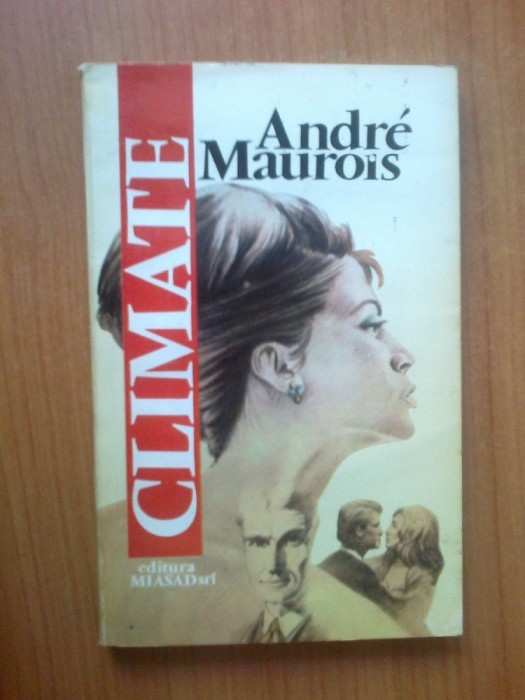 André
Maurois
CLIMATE
editura
MIASAD srl